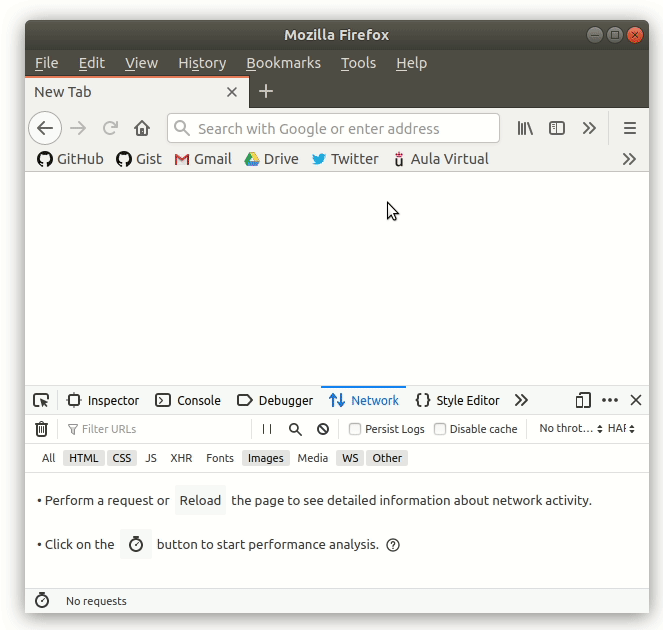 Mozilla Firefox
File Edit View History Bookmarks Tools Help
New Tab
Search with Google or enter address
GitHub Gist Gmail Drive Twitter Aula Virtual
Inspector Console Debugger Network Style Editor
Filter URLs Persist Logs Disable cache No throt... HAR
All HTML CSS JS XHR Fonts Images Media WS Other
• Perform a request or Reload the page to see detailed information about network activity.
• Click on the button to start performance analysis.
No requests